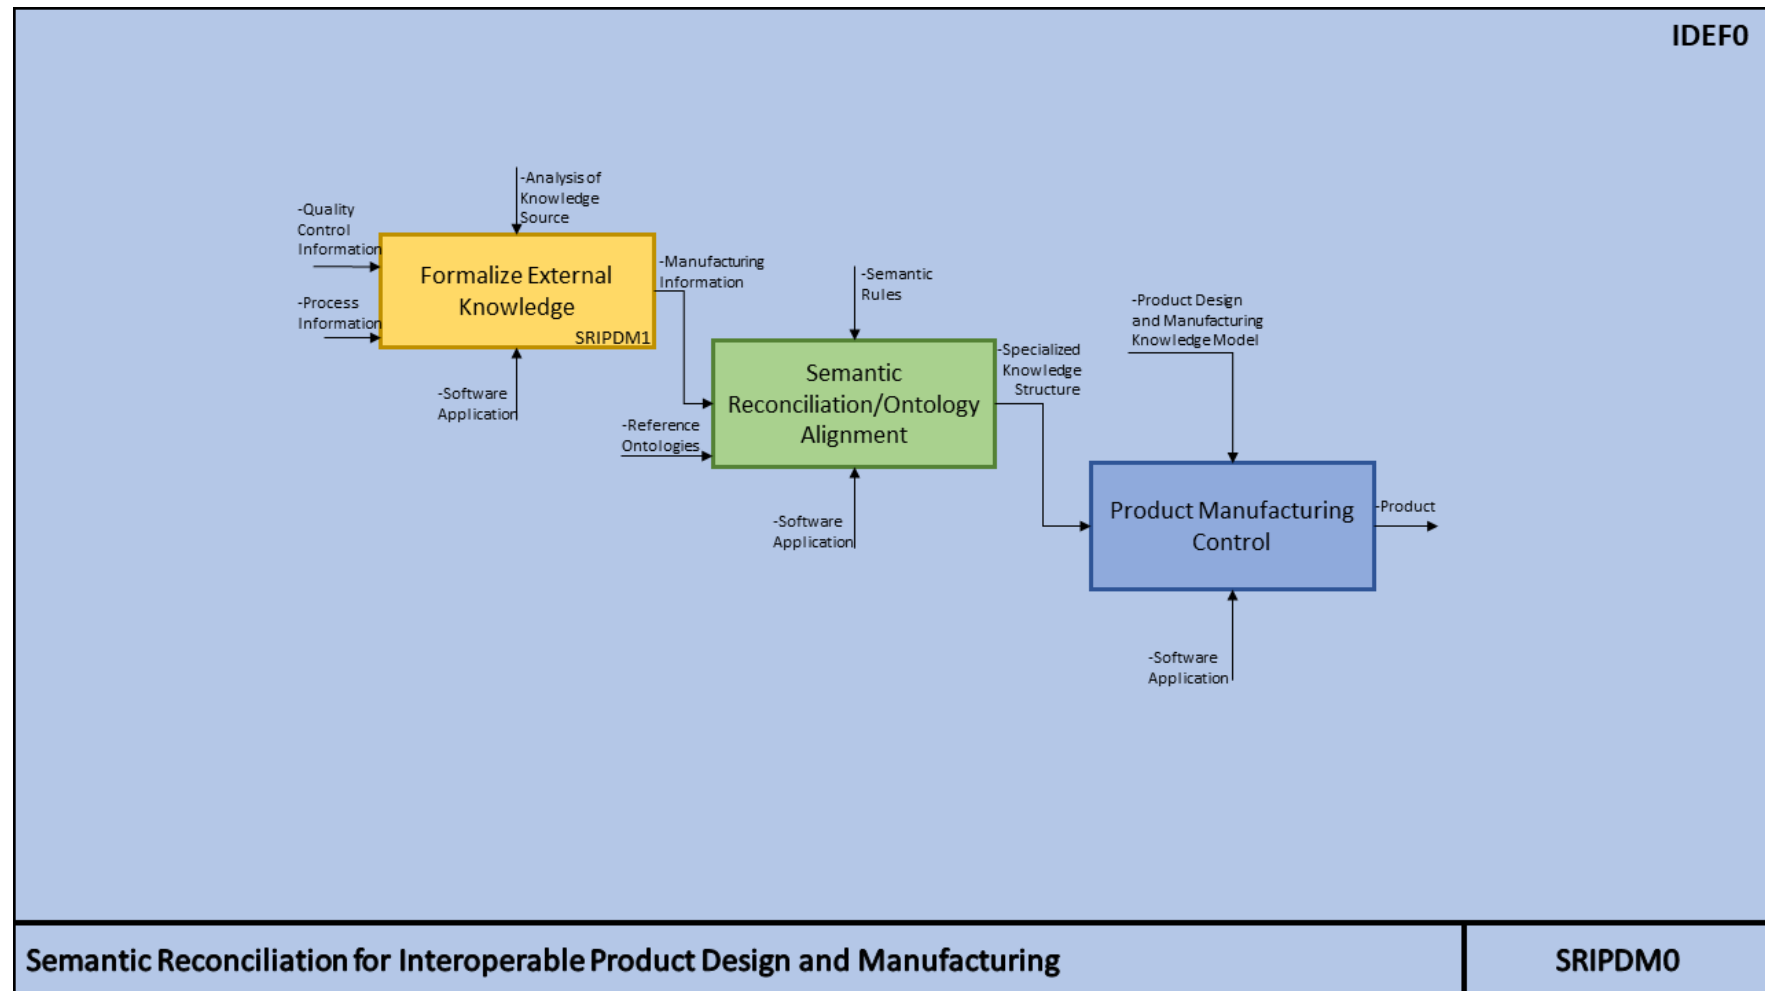 IDEF0
-Analysis of
Knowledge
Source
-Quality
Control
Information
-Process
Information
Formalize External
Knowledge
SRIPDM1
-Software
Application
-Manufacturing
Information
-Semantic
Rules
-Reference
Ontologies
Semantic
Reconciliation/Ontology
Alignment
-Software
Application
-Specialized
Knowledge
Structure
-Product Design
and Manufacturing
Knowledge Model
Product Manufacturing
Control
-Product
-Software
Application
Semantic Reconciliation for Interoperable Product Design and Manufacturing
SRIPDM0